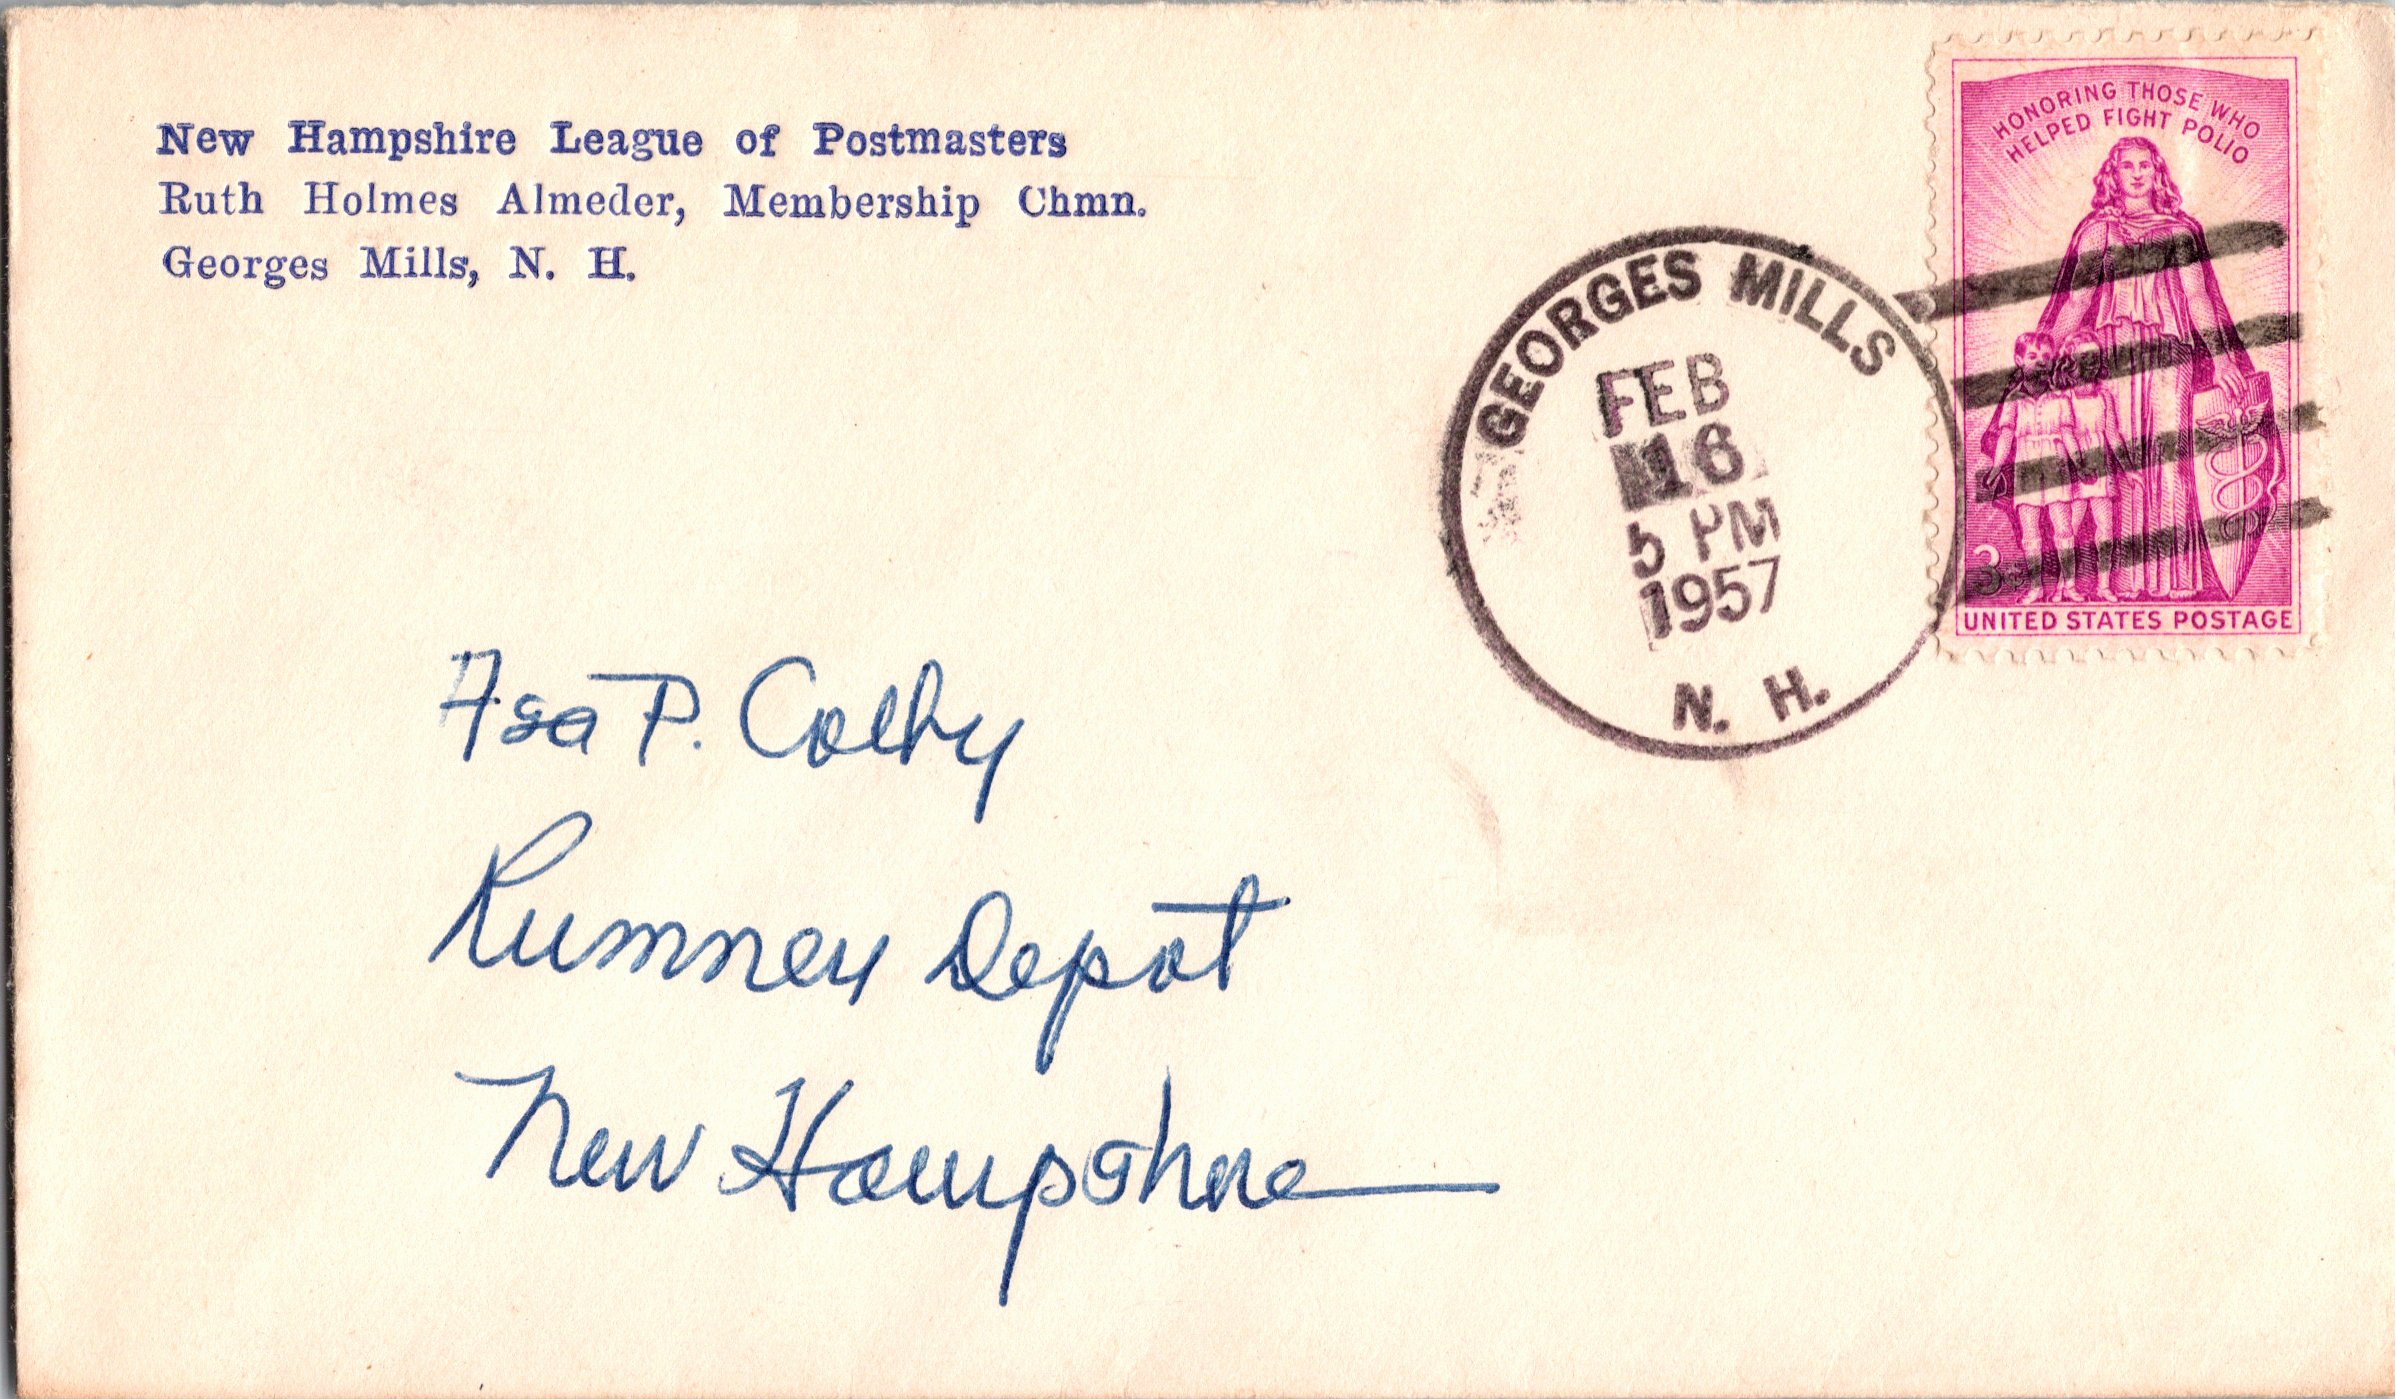 New Hampshire League of Postmasters
Ruth Holmes Almeder, Membership Chmn.
Georges Mills, N. H.
HONORING THOSE WHO
HELPED FIGHT POLIO
3¢
UNITED STATES POSTAGE
GEORGES MILLS
FEB
16
5 PM
1957
N. H.
Asa P. Colby
Rumney Depot
New Hampshire